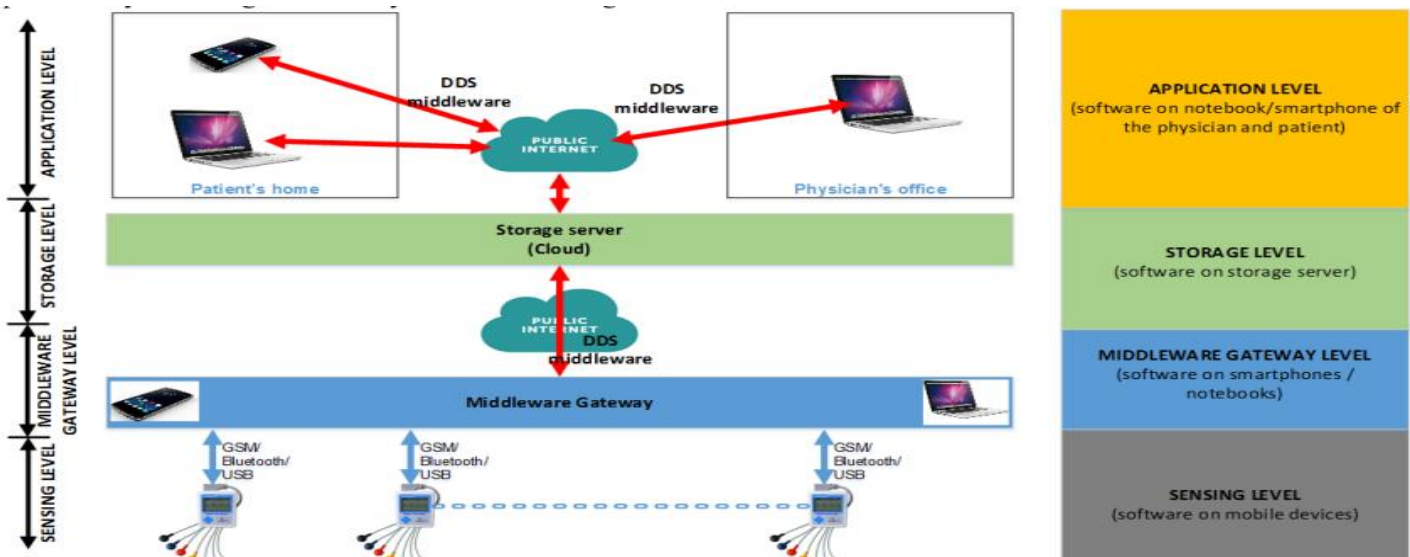 APPLICATION LEVEL
STORAGE LEVEL
MIDDLEWARE
GATEWAY LEVEL
SENSING LEVEL
DDS
middleware
DDS
middleware
PUBLIC
INTERNET
Patient's home
Physician's office
Storage server
(Cloud)
PUBLIC
INTERNET
DDS
middleware
Middleware Gateway
GSM/
Bluetooth/
USB
GSM/
Bluetooth/
USB
GSM/
Bluetooth/
USB
APPLICATION LEVEL
(software on notebook/smartphone of
the physician and patient)
STORAGE LEVEL
(software on storage server)
MIDDLEWARE GATEWAY LEVEL
(software on smartphones /
notebooks)
SENSING LEVEL
(software on mobile devices)